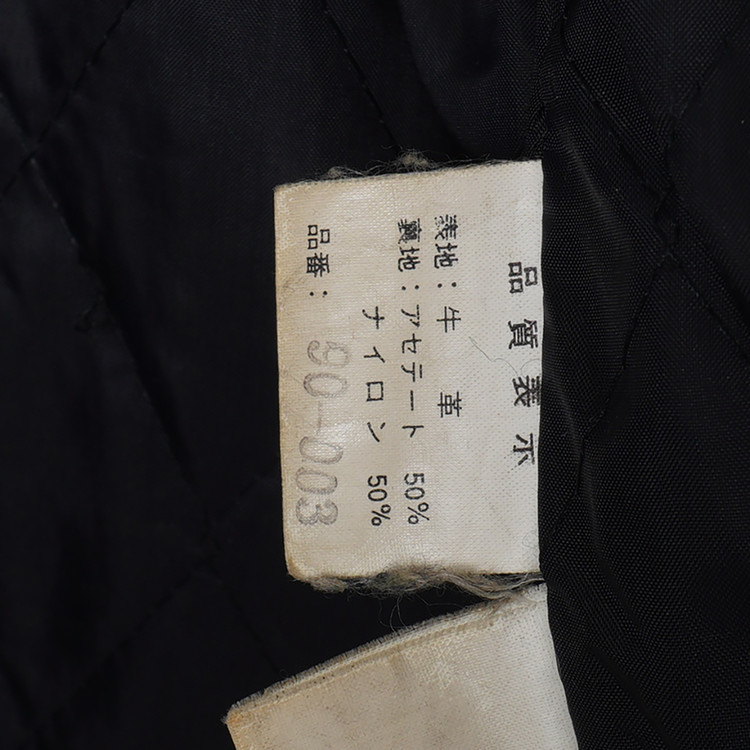 品質表示
表地：牛革
裏地：アセテート 50%
ナイロン 50%
品番：90-003